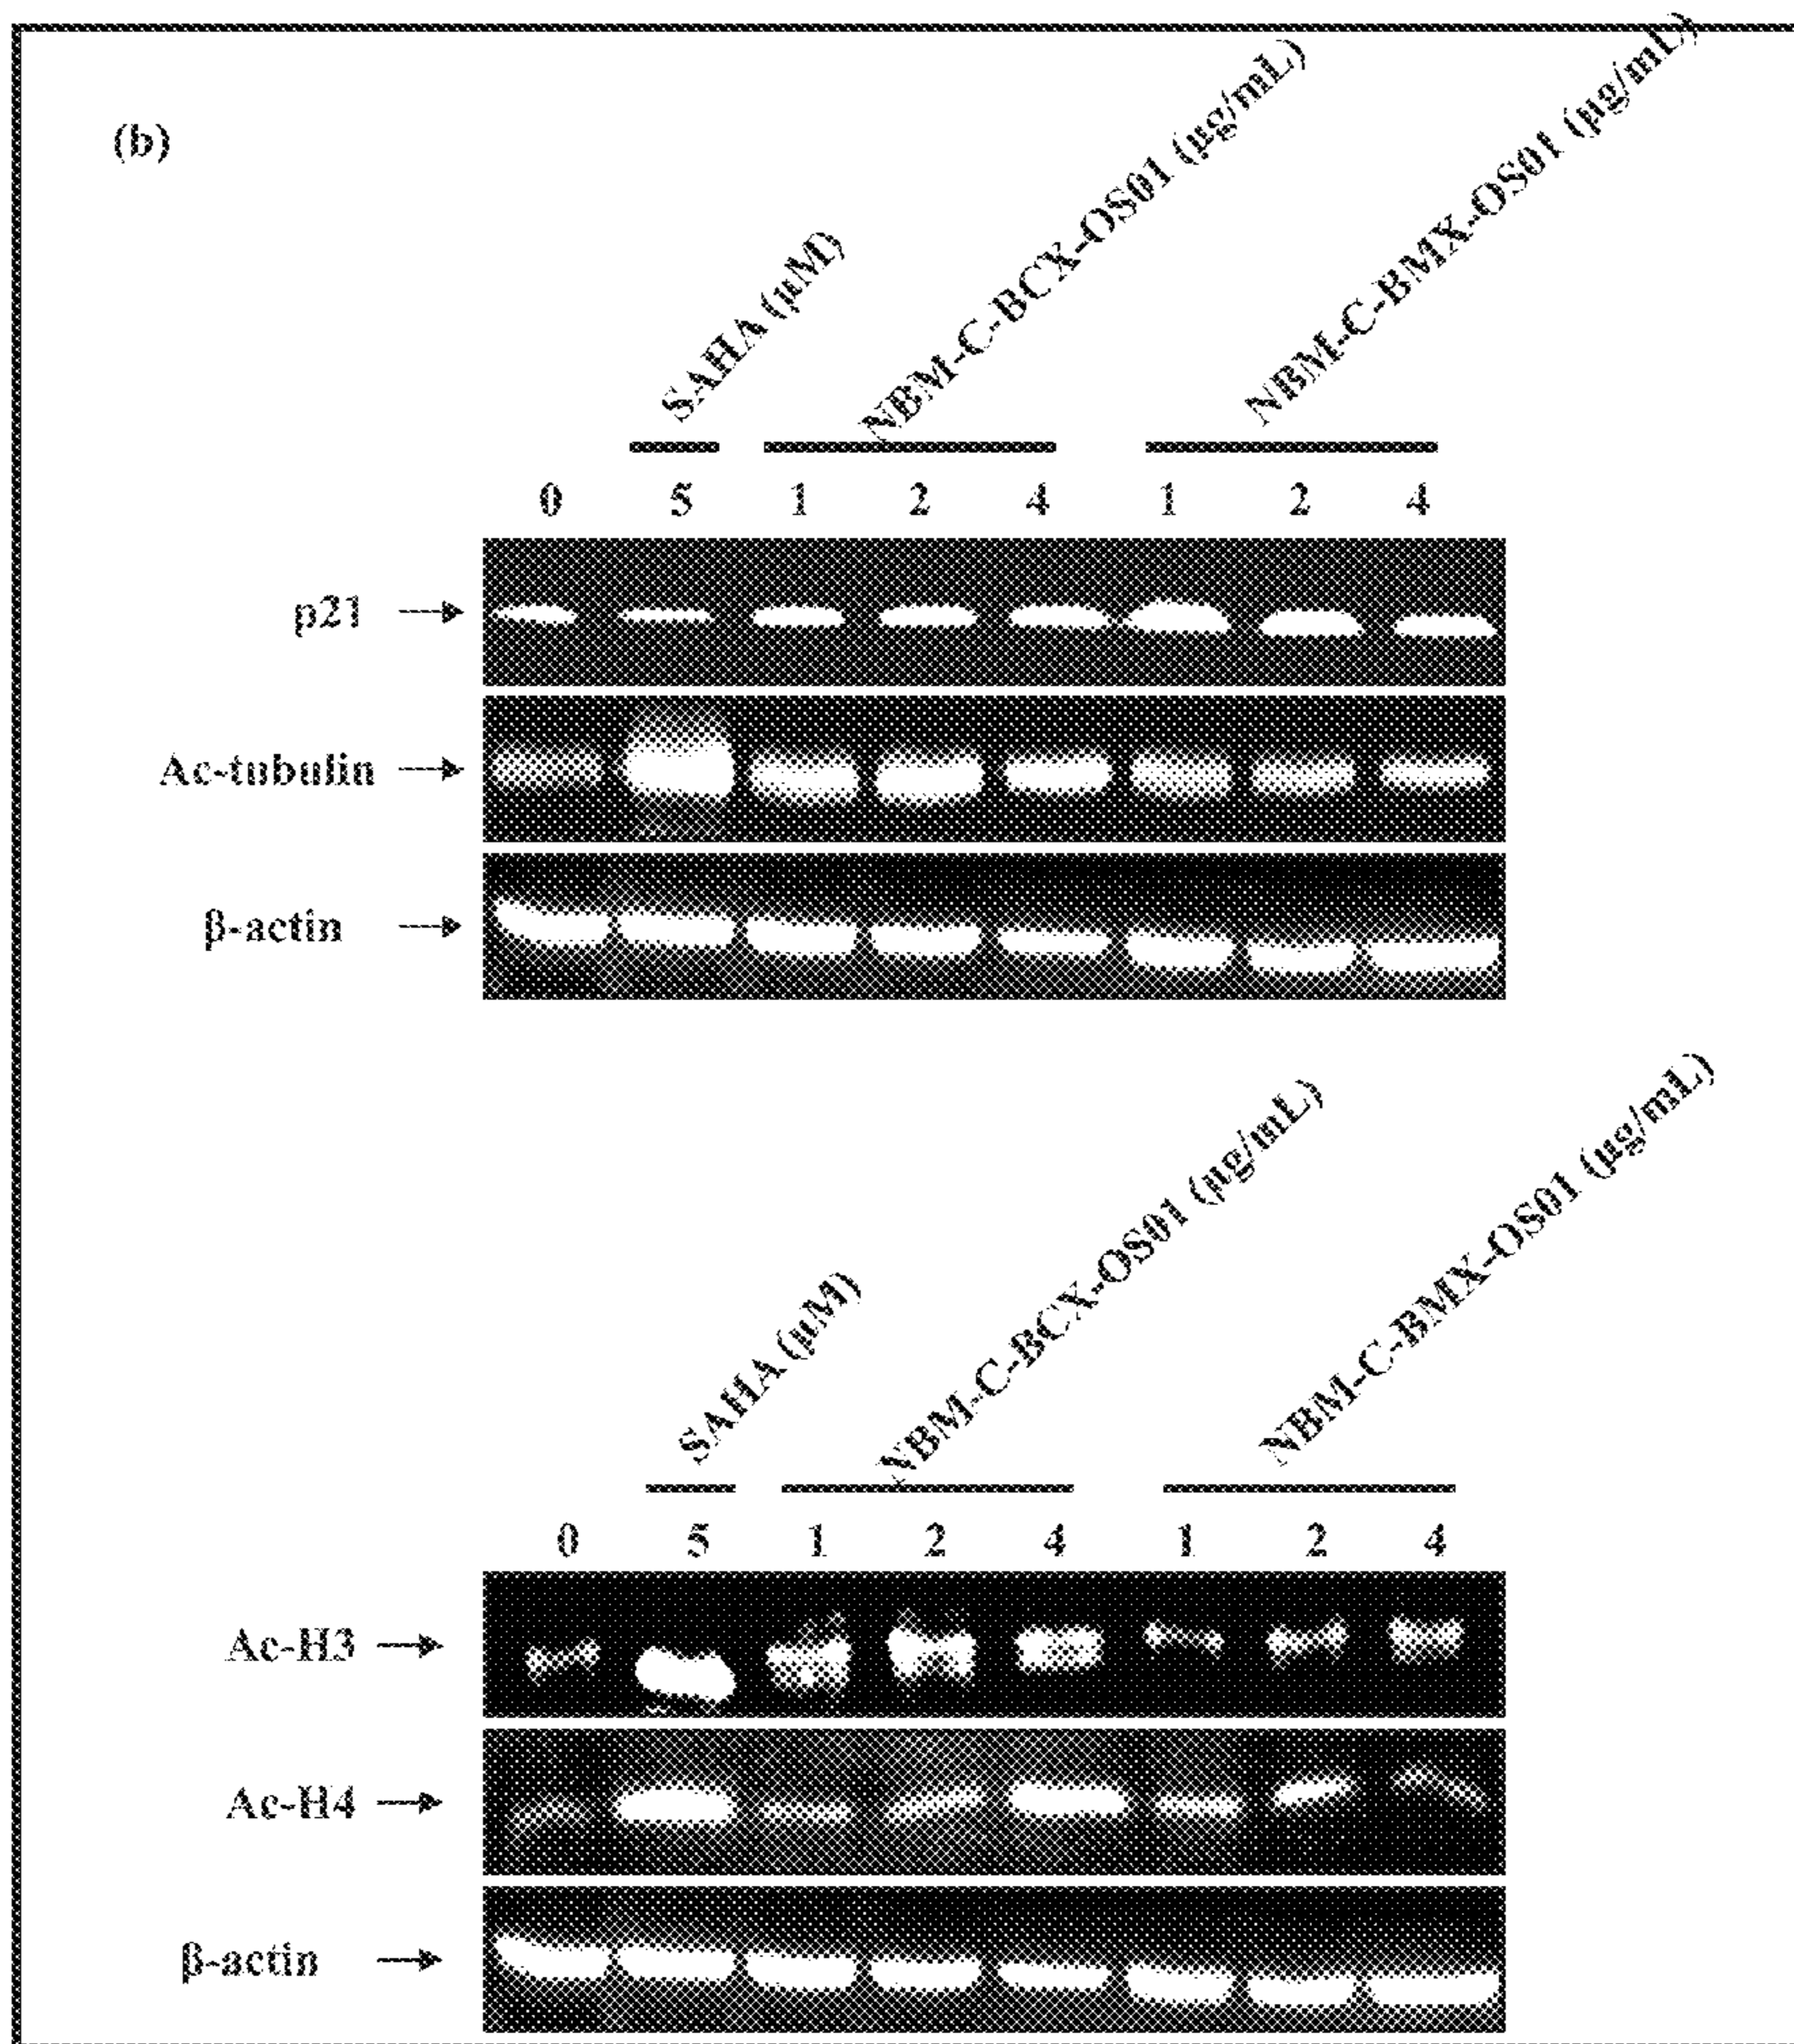 (b)
SAHA (μM)
NBM-C-BCX-OS01 (μg/mL)
NBM-C-BMX-OS01 (μg/mL)
0 5 1 2 4 1 2 4
p21
Ac-tubulin
β-actin
SAHA (μM)
NBM-C-BCX-OS01 (μg/mL)
NBM-C-BMX-OS01 (μg/mL)
0 5 1 2 4 1 2 4
Ac-H3
Ac-H4
β-actin